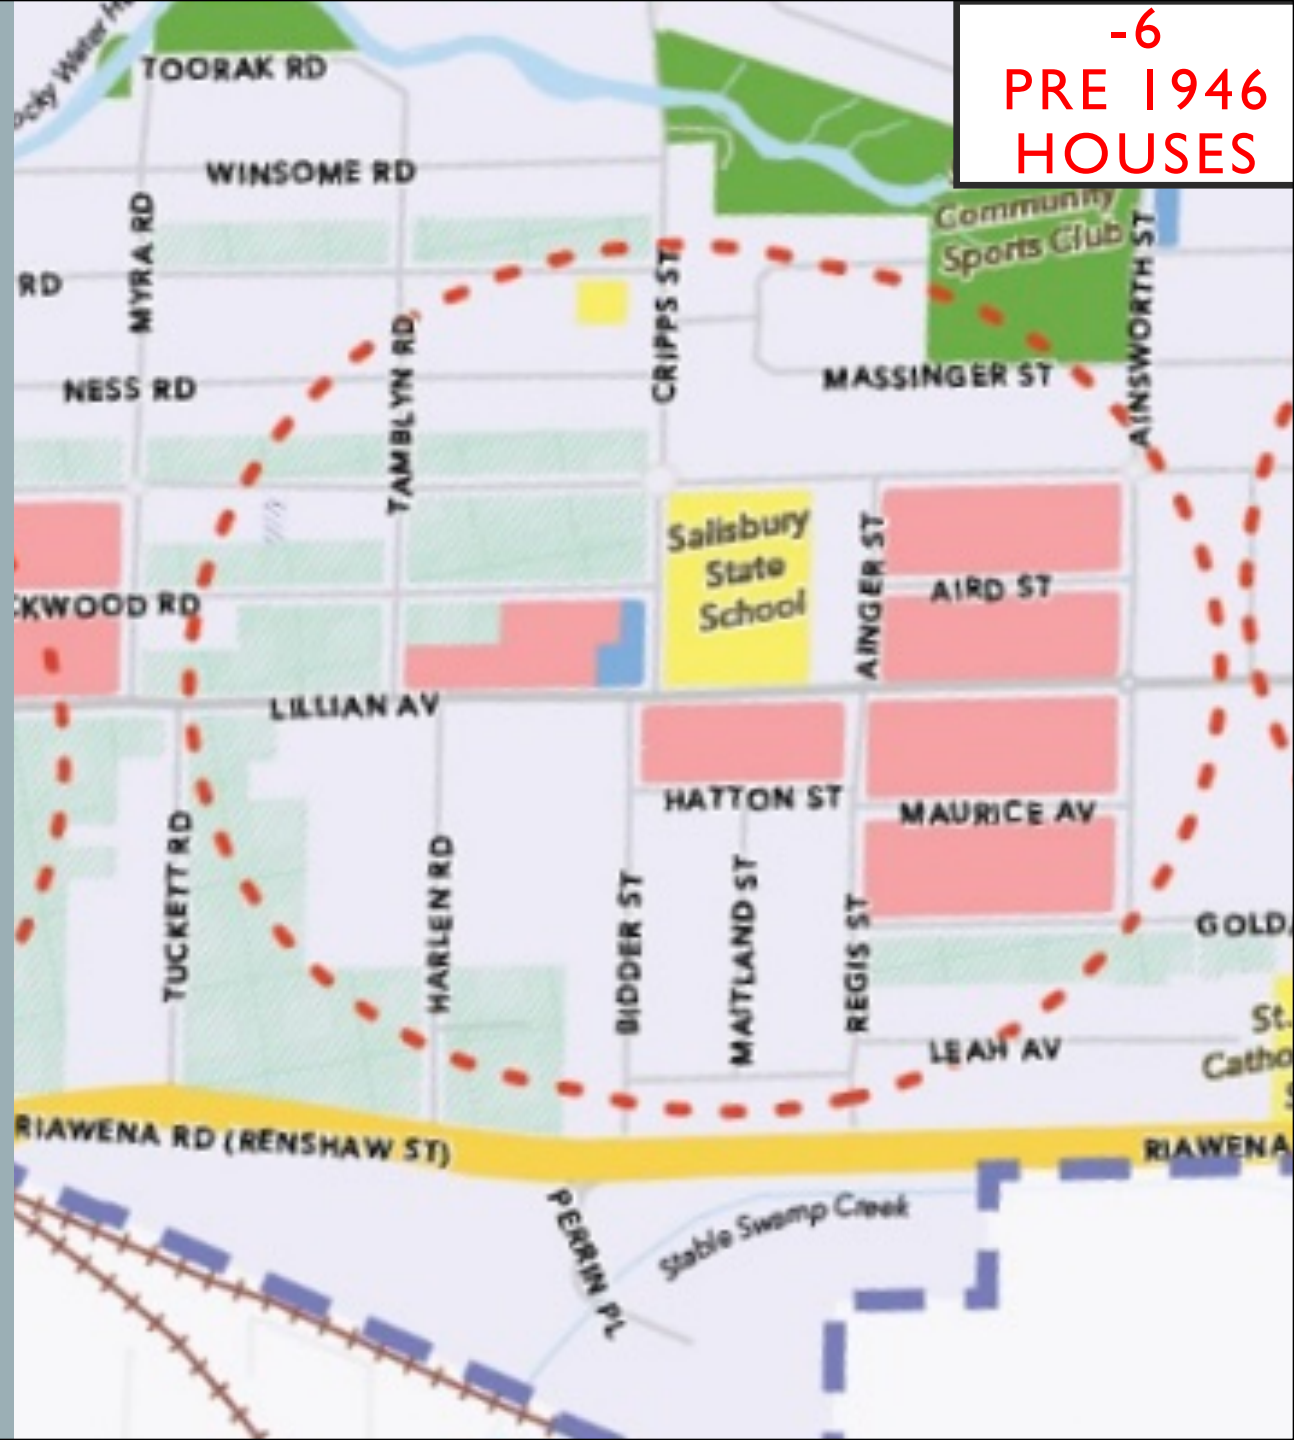 -6
PRE 1946
HOUSES
TOORAK RD
WINSOME RD
MYRA RD
RD
Community
Sports Club
AINSWORTH ST
CRIPPS ST
TAMBLYN RD
NESS RD
MASSINGER ST
Salisbury
State
School
AINGER ST
AIRD ST
CKWOOD RD
LILLIAN AV
HATTON ST
MAURICE AV
TUCKETT RD
HARLEN RD
BIDDER ST
MAITLAND ST
REGIS ST
GOLDA
LEAH AV
St.
Catho
S
RIAWENA RD (RENSHAW ST)
RIAWENA
PERRIN PL
Stable Swamp Creek